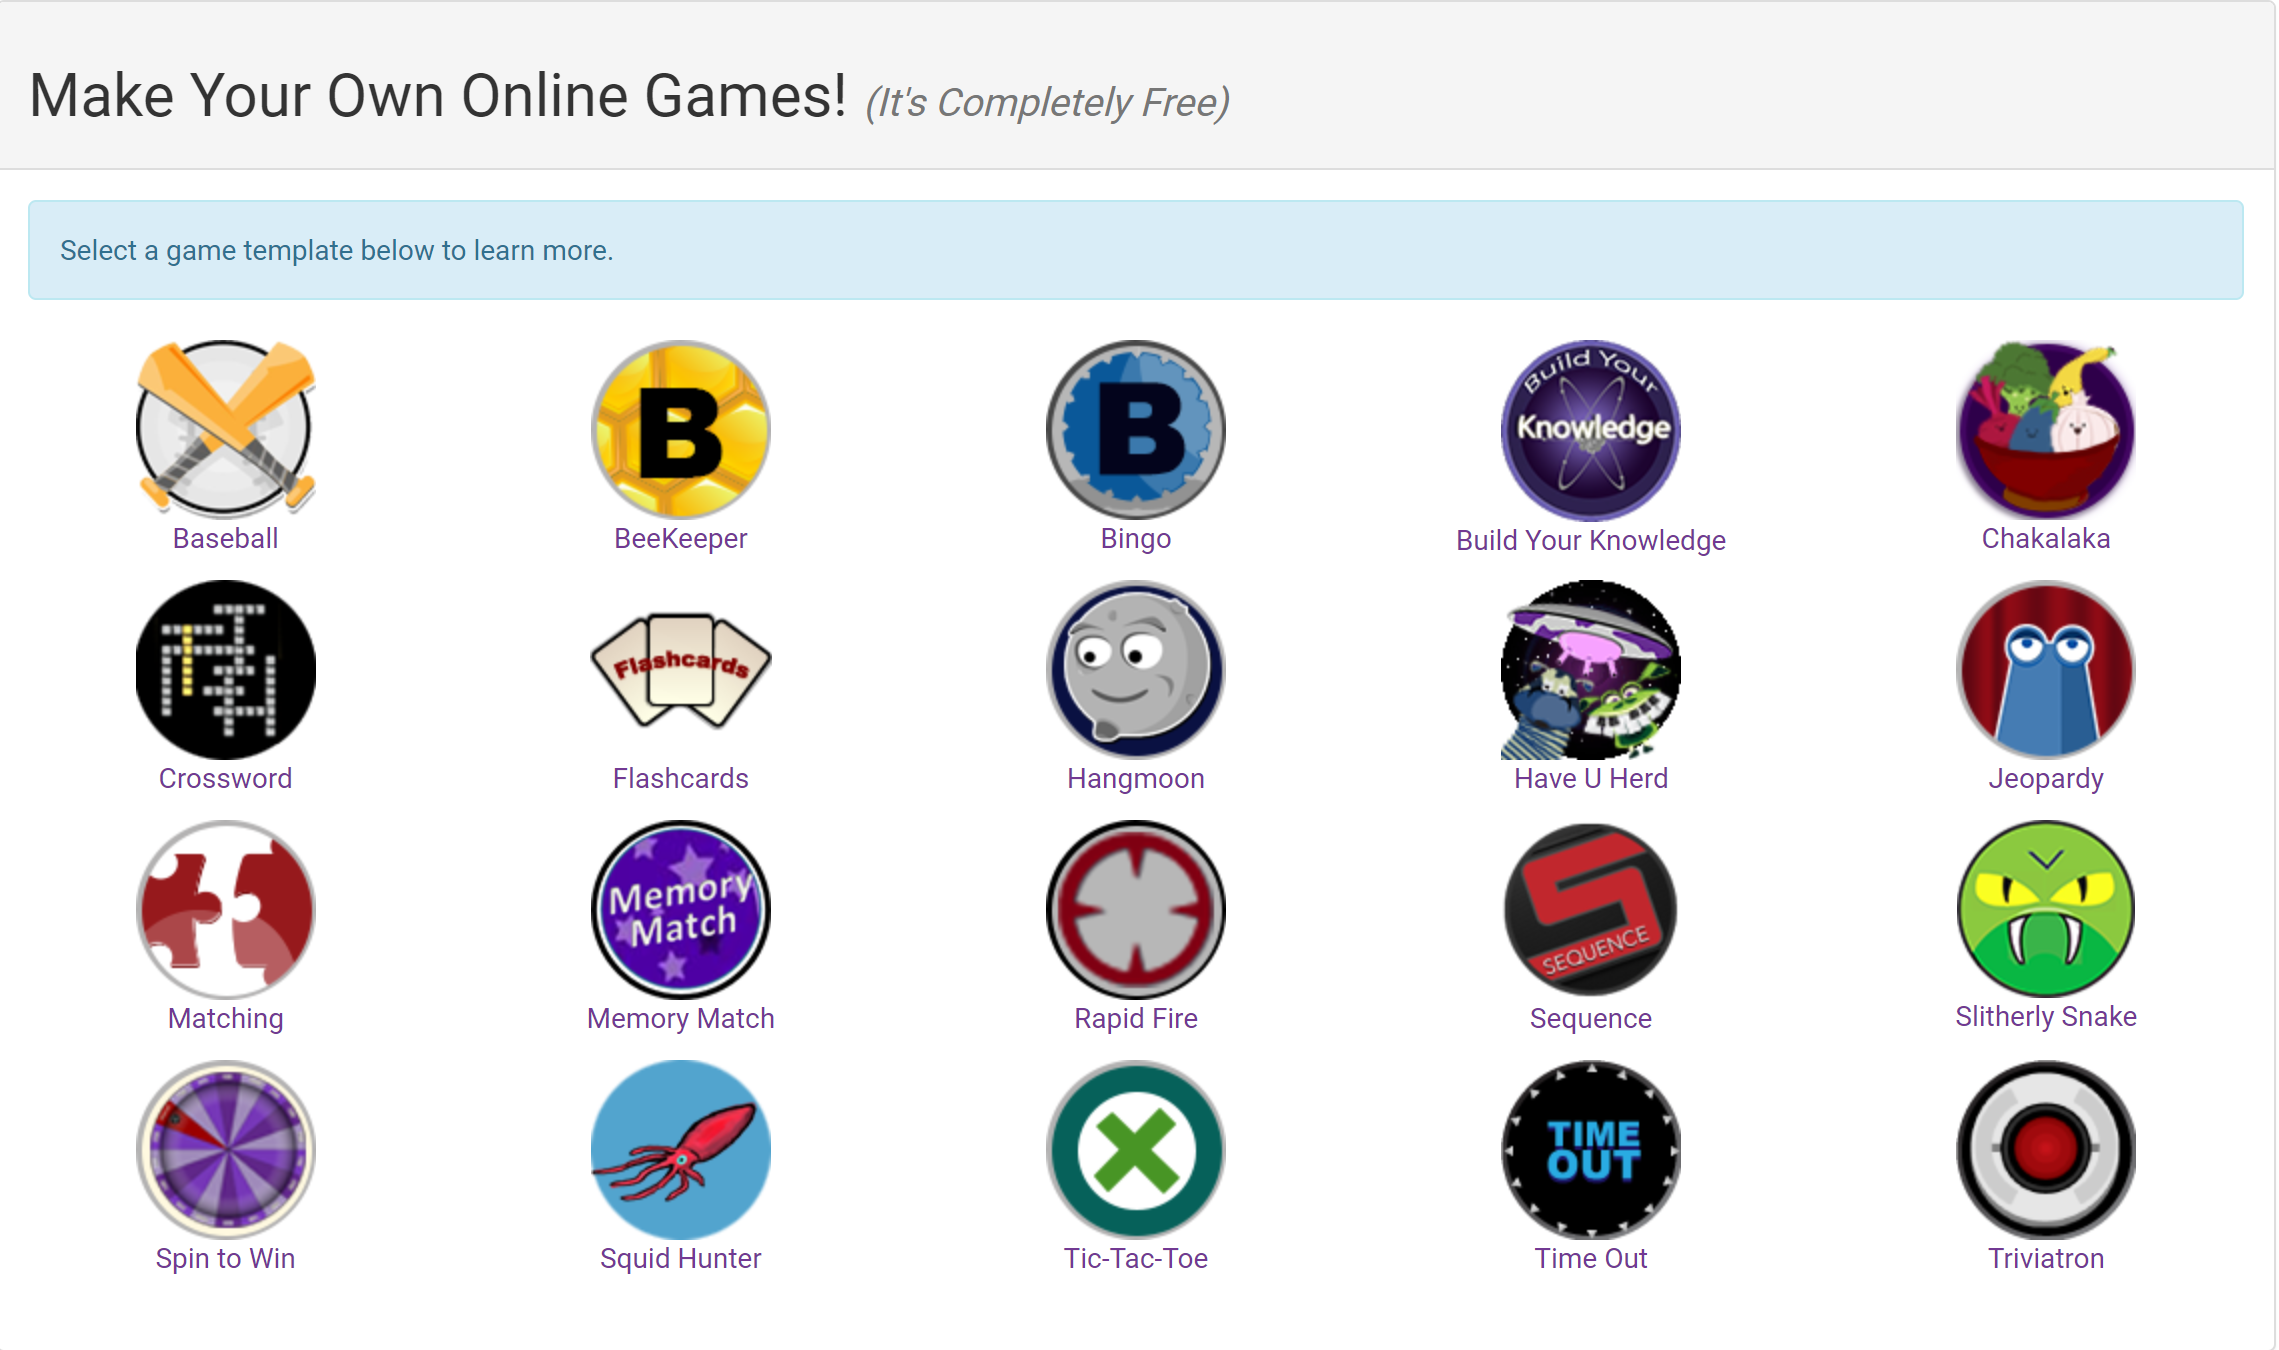 Make Your Own Online Games! (It's Completely Free)
Select a game template below to learn more.
B
B
Build Your
Knowledge
Baseball
BeeKeeper
Bingo
Build Your Knowledge
Chakalaka
Flashcards
Crossword
Flashcards
Hangmoon
Have U Herd
Jeopardy
Memory
Match
S
SEQUENCE
Matching
Memory Match
Rapid Fire
Sequence
Slitherly Snake
TIME
OUT
Spin to Win
Squid Hunter
Tic-Tac-Toe
Time Out
Triviatron